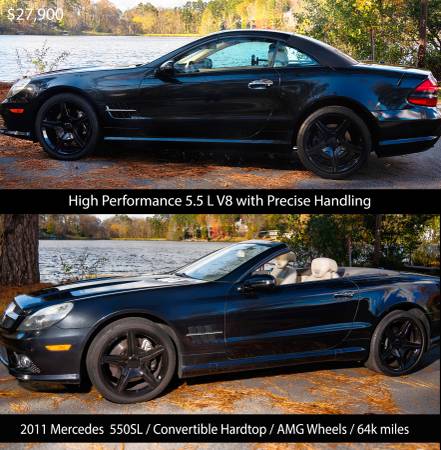 $27,900
High Performance 5.5 L V8 with Precise Handling
2011 Mercedes 550SL / Convertible Hardtop / AMG Wheels / 64k miles